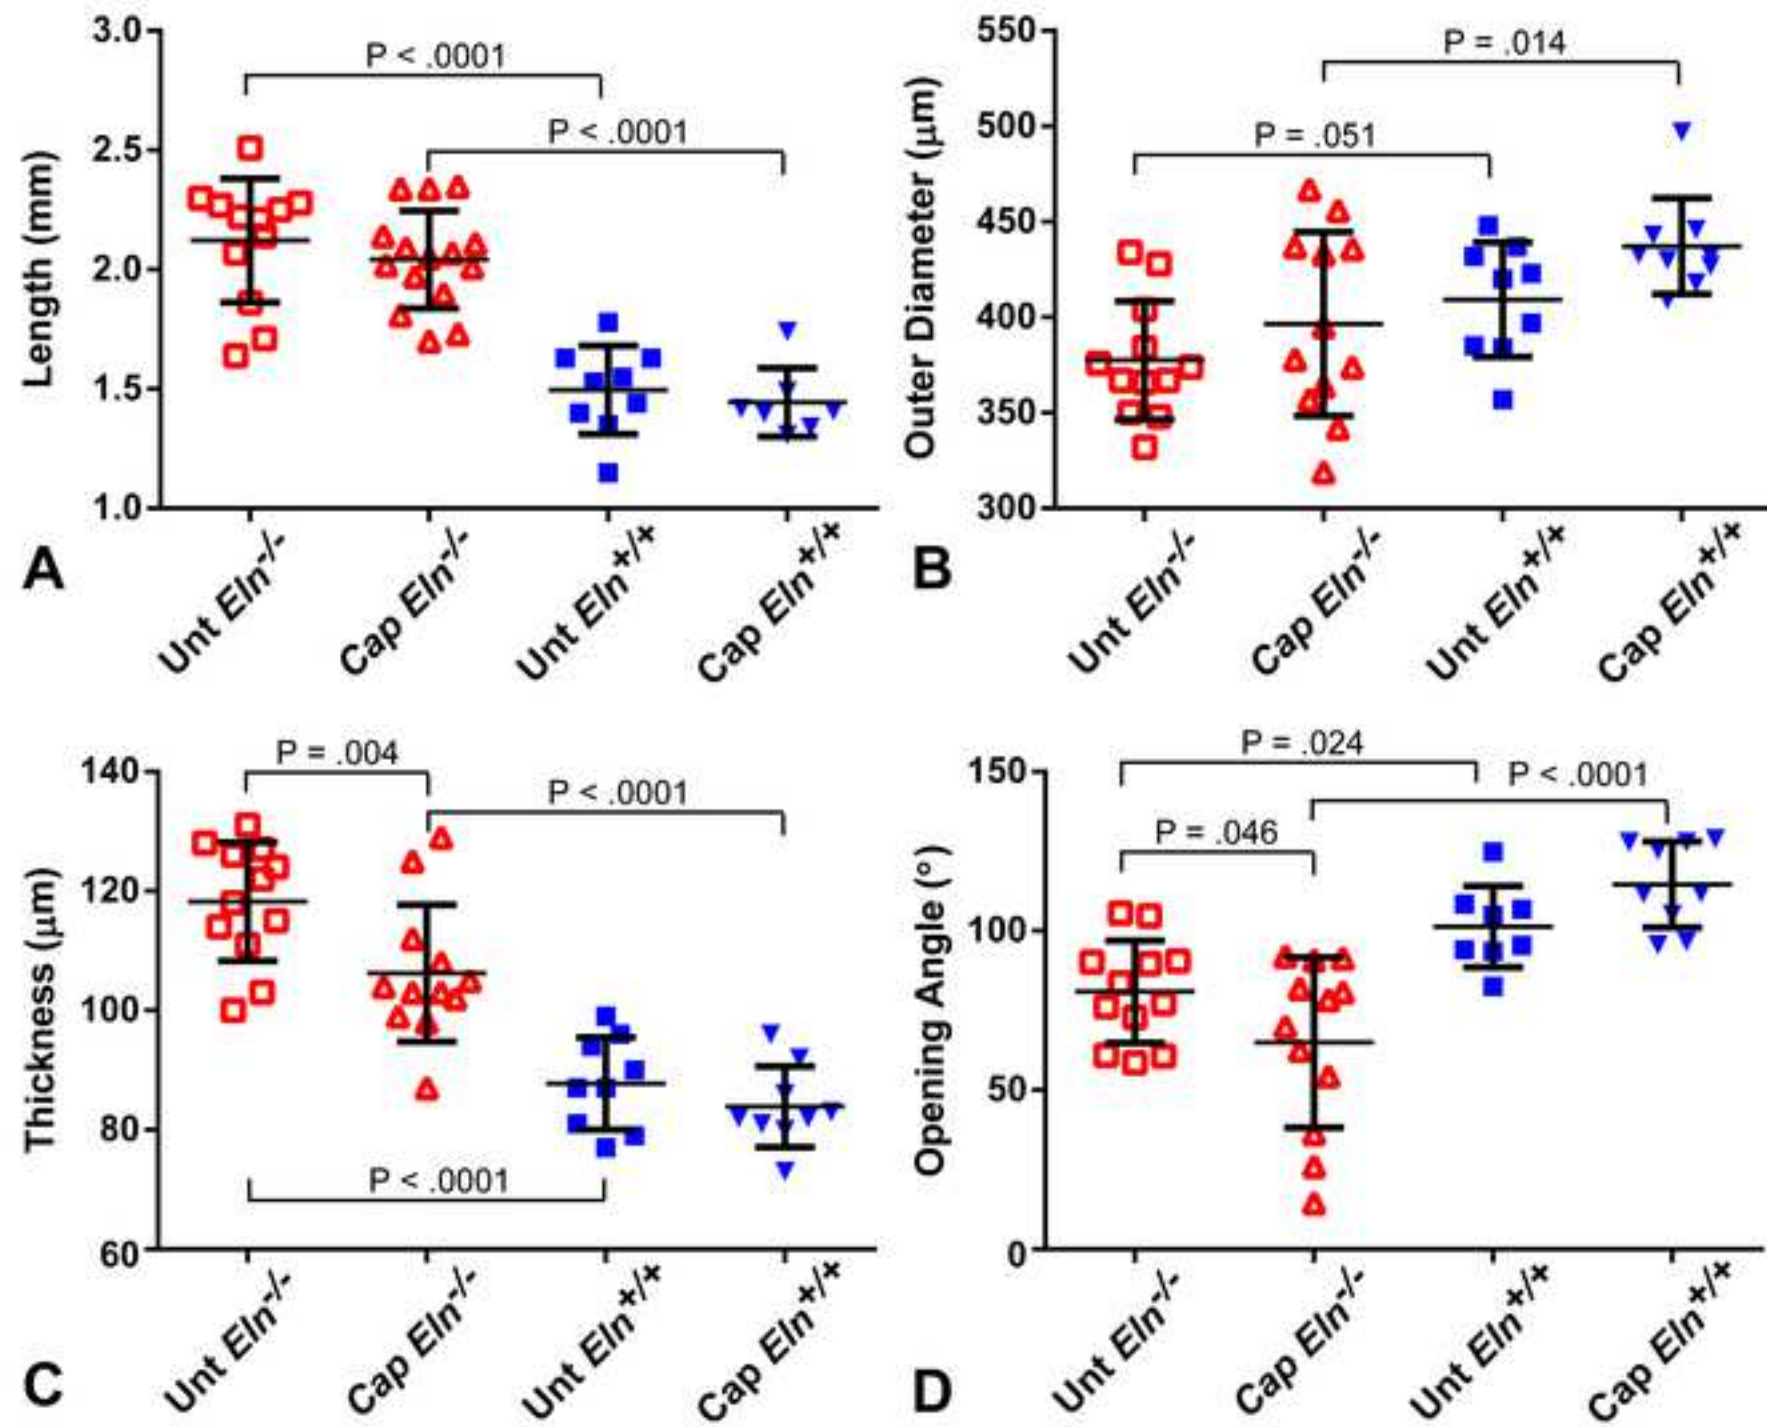 3.0
2.5
2.0
1.5
1.0
Length (mm)
P < .0001
P < .0001
Unt Eln-/-
Cap Eln-/-
Unt Eln+/+
Cap Eln+/+
A
550
500
450
400
350
300
Outer Diameter (μm)
P = .014
P = .051
Unt Eln-/-
Cap Eln-/-
Unt Eln+/+
Cap Eln+/+
B
140
120
100
80
60
Thickness (μm)
P = .004
P < .0001
P < .0001
Unt Eln-/-
Cap Eln-/-
Unt Eln+/+
Cap Eln+/+
C
150
100
50
0
Opening Angle (°)
P = .024
P < .0001
P = .046
Unt Eln-/-
Cap Eln-/-
Unt Eln+/+
Cap Eln+/+
D